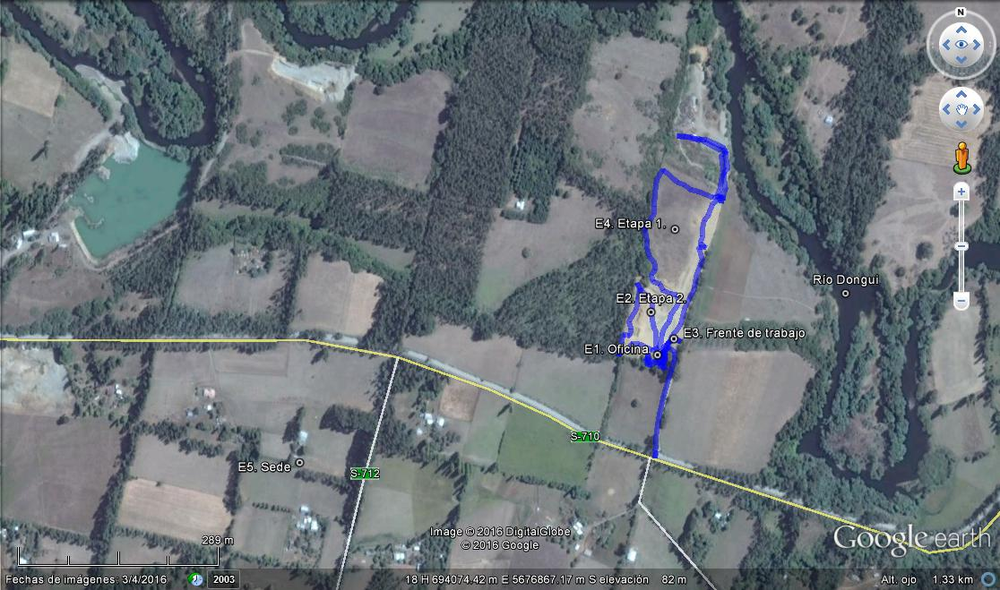 N
E4. Etapa 1.
Río Dongui
E2. Etapa 2.
E3. Frente de trabajo
E1. Oficina
S-710
E5. Sede
S-712
289 m
Image © 2016 DigitalGlobe
© 2016 Google
Google earth
Fechas de imágenes: 3/4/2016
2003
18 H 694074.42 m E 5676867.17 m S elevación 82 m
Alt. ojo 1.33 km